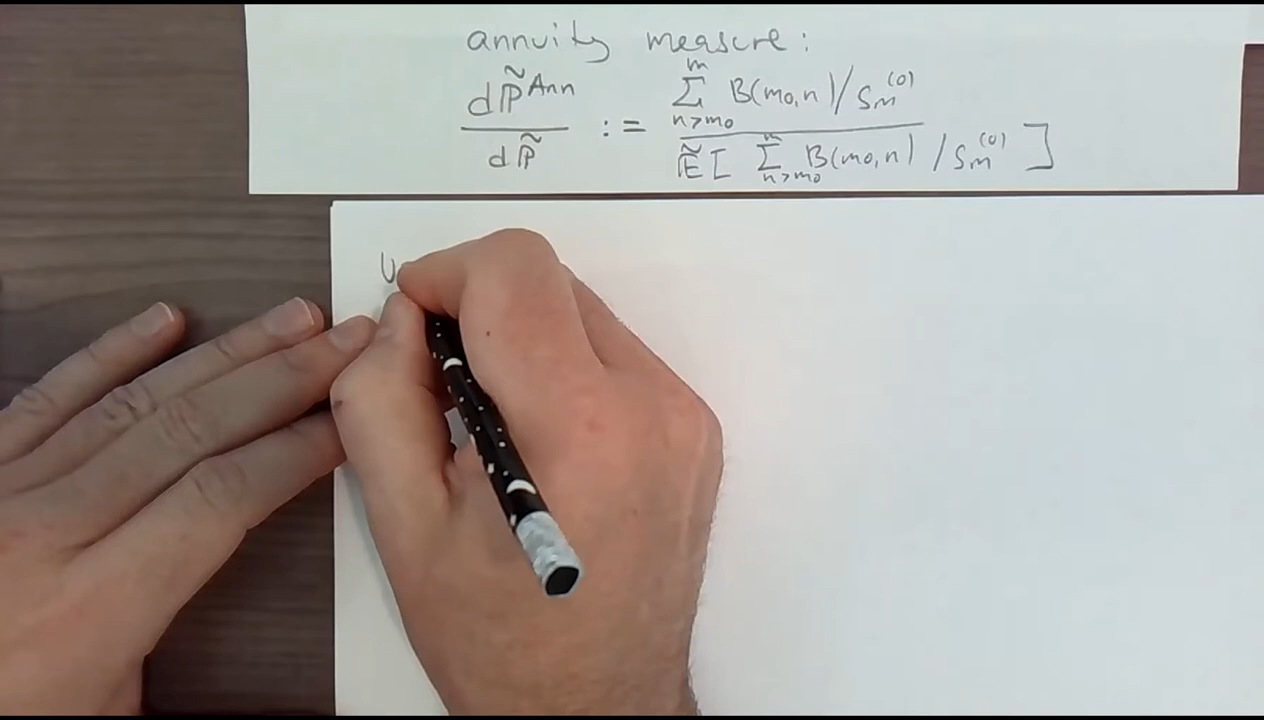 annuity measure:
dP̃^Ann / dP̃ := Σ_{n>m₀}^m B(m₀,n)/S_m^(0) / Ẽ[ Σ_{n>m₀}^m B(m₀,n) / S_m^(0) ]
U